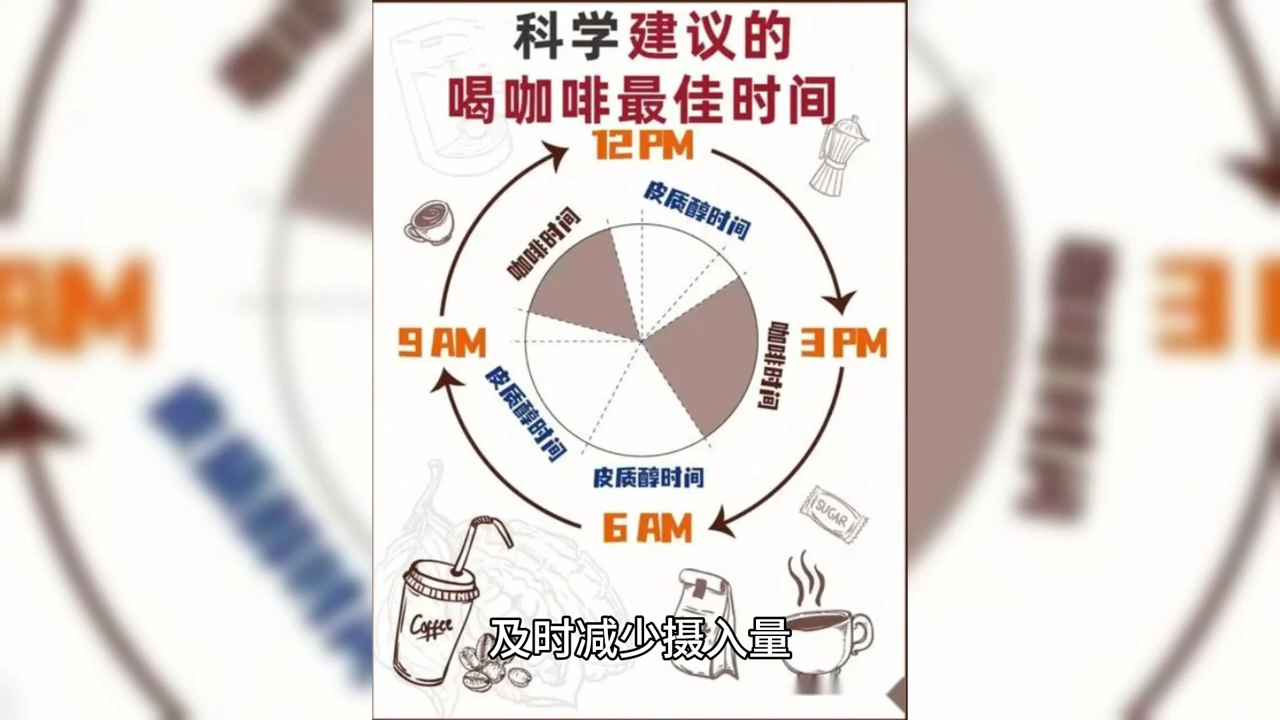 科学建议的
喝咖啡最佳时间
12 PM
皮质醇时间
咖啡时间
9 AM
咖啡时间
3 PM
皮质醇时间
皮质醇时间
6 AM
SUGAR
Coffee
及时减少摄入量